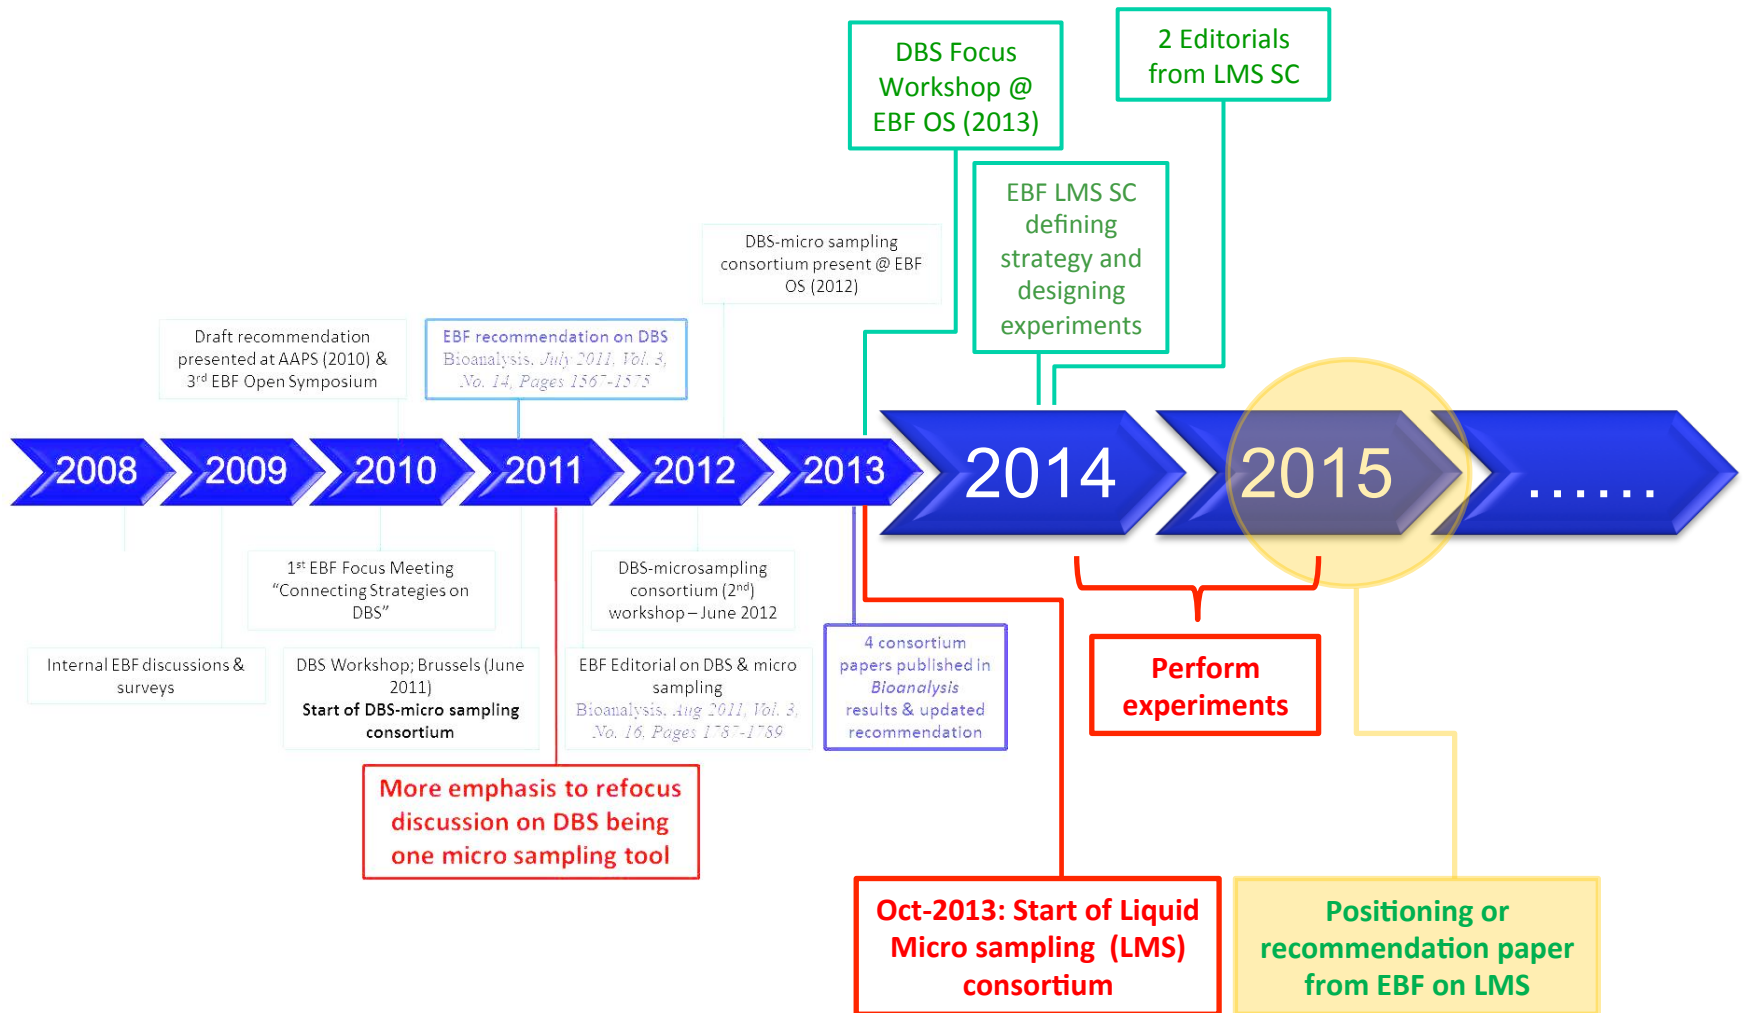 DBS Focus
Workshop @
EBF OS (2013)
2 Editorials
from LMS SC
EBF LMS SC
defining
strategy and
designing
experiments
DBS-micro sampling
consortium present @ EBF
OS (2012)
Draft recommendation
presented at AAPS (2010) &
3rd EBF Open Symposium
EBF recommendation on DBS
Bioanalysis, July 2011, Vol. 3,
No. 14, Pages 1567-1575
2008
2009
2010
2011
2012
2013
2014
2015
......
1st EBF Focus Meeting
“Connecting Strategies on
DBS”
DBS-microsampling
consortium (2nd)
workshop – June 2012
Internal EBF discussions &
surveys
DBS Workshop; Brussels (June
2011)
Start of DBS-micro sampling
consortium
EBF Editorial on DBS & micro
sampling
Bioanalysis, Aug 2011, Vol. 3,
No. 16, Pages 1787-1789
4 consortium
papers published in
Bioanalysis
results & updated
recommendation
Perform
experiments
More emphasis to refocus
discussion on DBS being
one micro sampling tool
Oct-2013: Start of Liquid
Micro sampling (LMS)
consortium
Positioning or
recommendation paper
from EBF on LMS